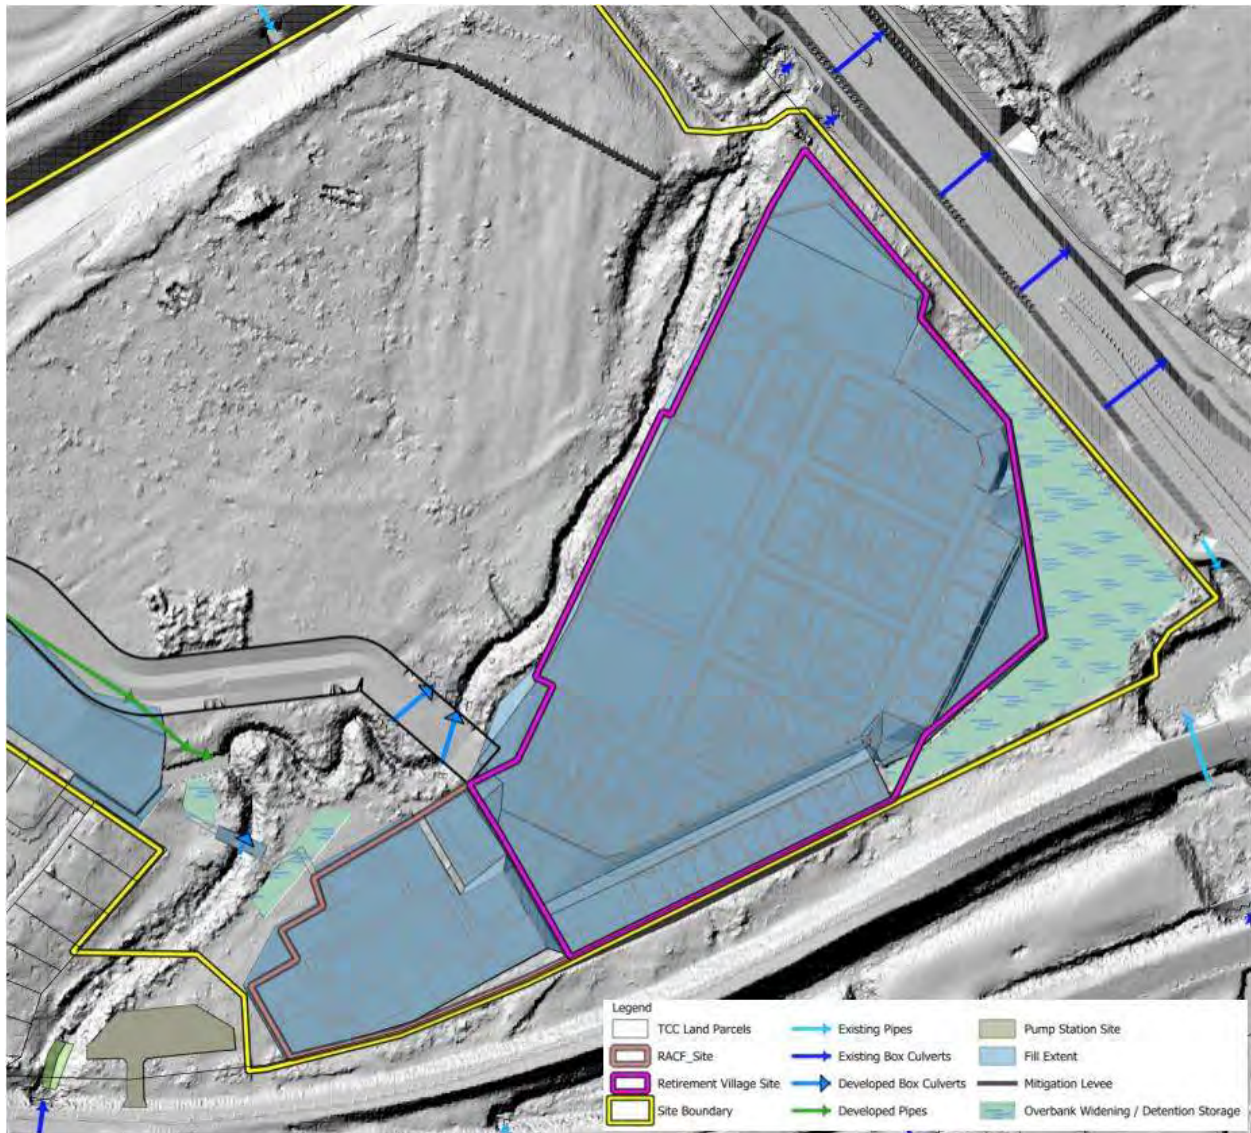 Legend
TCC Land Parcels
RACF_Site
Retirement Village Site
Site Boundary
Existing Pipes
Existing Box Culverts
Developed Box Culverts
Developed Pipes
Pump Station Site
Fill Extent
Mitigation Levee
Overbank Widening / Detention Storage